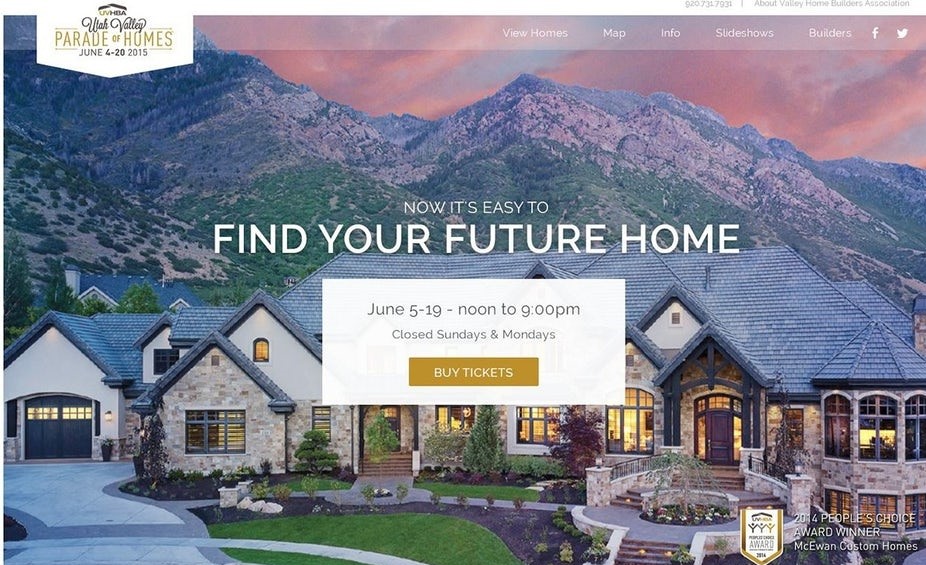 920.731.7931 | About Valley Home Builders Association
UVHBA
Utah Valley
PARADE OF HOMES
JUNE 4-20 2015
View Homes Map Info Slideshows Builders
NOW IT'S EASY TO
FIND YOUR FUTURE HOME
June 5-19 - noon to 9:00pm
Closed Sundays & Mondays
BUY TICKETS
UVHBA
PEOPLES CHOICE
AWARD
2014
2014 PEOPLE'S CHOICE
AWARD WINNER
McEwan Custom Homes